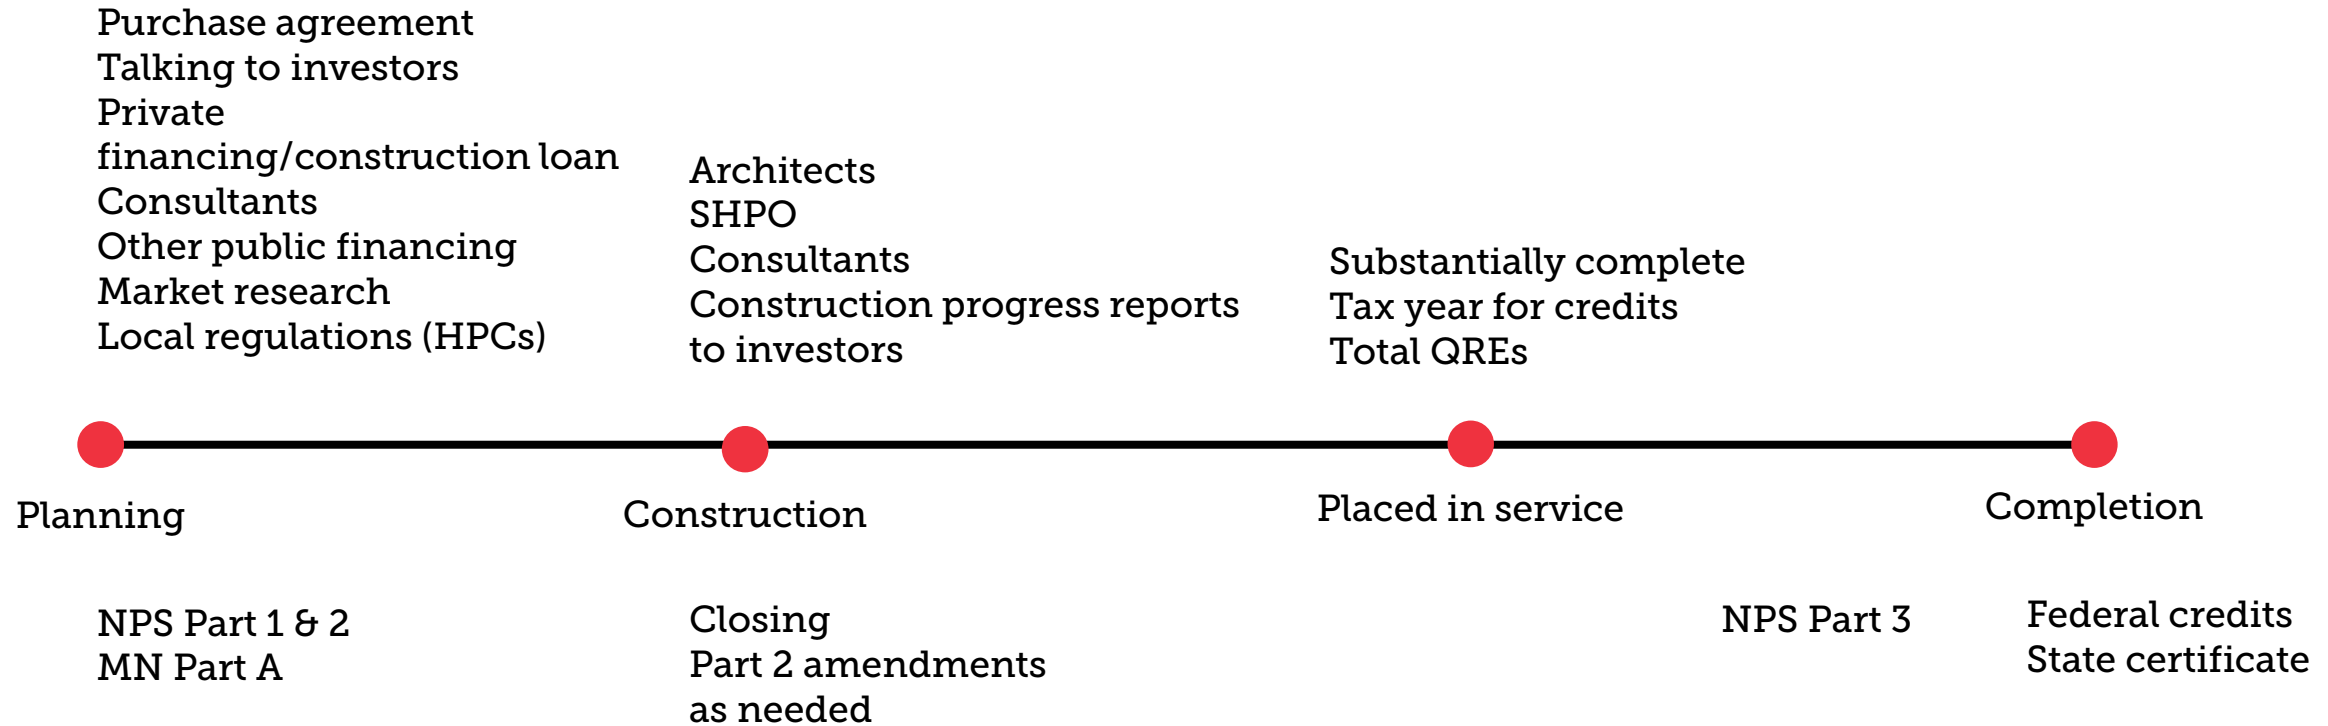 Purchase agreement
Talking to investors
Private
financing/construction loan
Consultants
Other public financing
Market research
Local regulations (HPCs)
Architects
SHPO
Consultants
Construction progress reports
to investors
Substantially complete
Tax year for credits
Total QREs
Planning
Construction
Placed in service
Completion
NPS Part 1 & 2
MN Part A
Closing
Part 2 amendments
as needed
NPS Part 3
Federal credits
State certificate